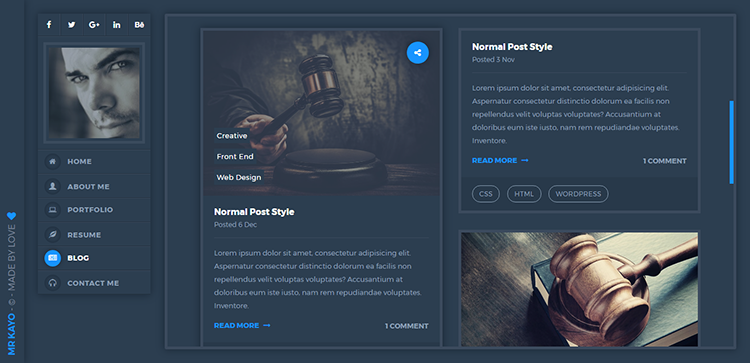 f G+ in Bē
HOME
ABOUT ME
PORTFOLIO
RESUME
BLOG
CONTACT ME
MR KAYO - © - MADE BY LOVE
Creative
Front End
Web Design
Normal Post Style
Posted 6 Dec
Lorem ipsum dolor sit amet, consectetur adipisicing elit.
Aspernatur consectetur distinctio dolorum ea facilis non
repellat velit voluptas voluptates? Accusantium at
doloribus eum iste iusto, nam rem repudiandae voluptates.
Inventore.
READ MORE
1 COMMENT
Normal Post Style
Posted 3 Nov
Lorem ipsum dolor sit amet, consectetur adipisicing elit.
Aspernatur consectetur distinctio dolorum ea facilis non
repellat velit voluptas voluptates? Accusantium at
doloribus eum iste iusto, nam rem repudiandae voluptates.
Inventore.
READ MORE
1 COMMENT
CSS HTML WORDPRESS